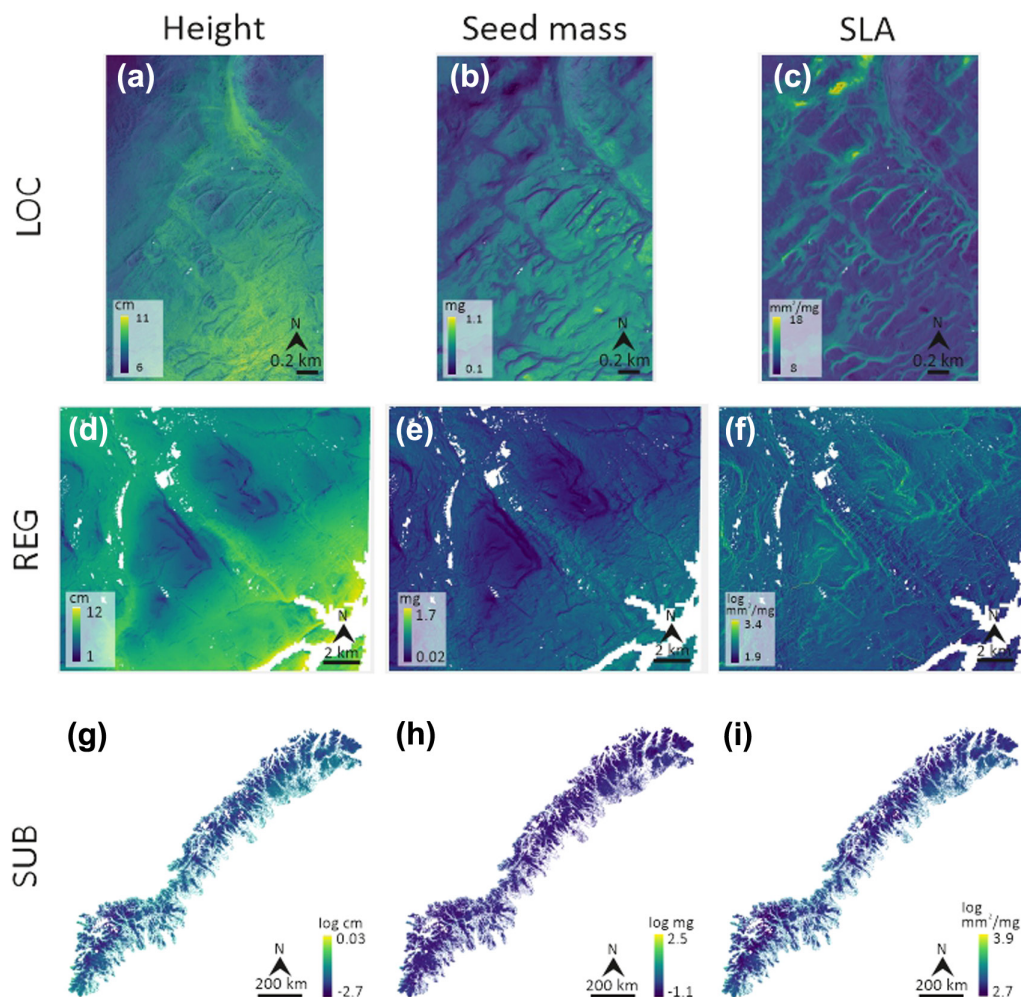 Height Seed mass SLA
LOC
(a) (b) (c)
cm
11
6
N
0.2 km
mg
1.1
0.1
N
0.2 km
mm²/mg
18
8
N
0.2 km
REG
(d) (e) (f)
cm
12
1
N
2 km
mg
1.7
0.02
N
2 km
log
mm²/mg
3.4
1.9
N
2 km
SUB
(g) (h) (i)
N
200 km
log cm
0.03
-2.7
N
200 km
log mg
2.5
-1.1
N
200 km
log
mm²/mg
3.9
2.7